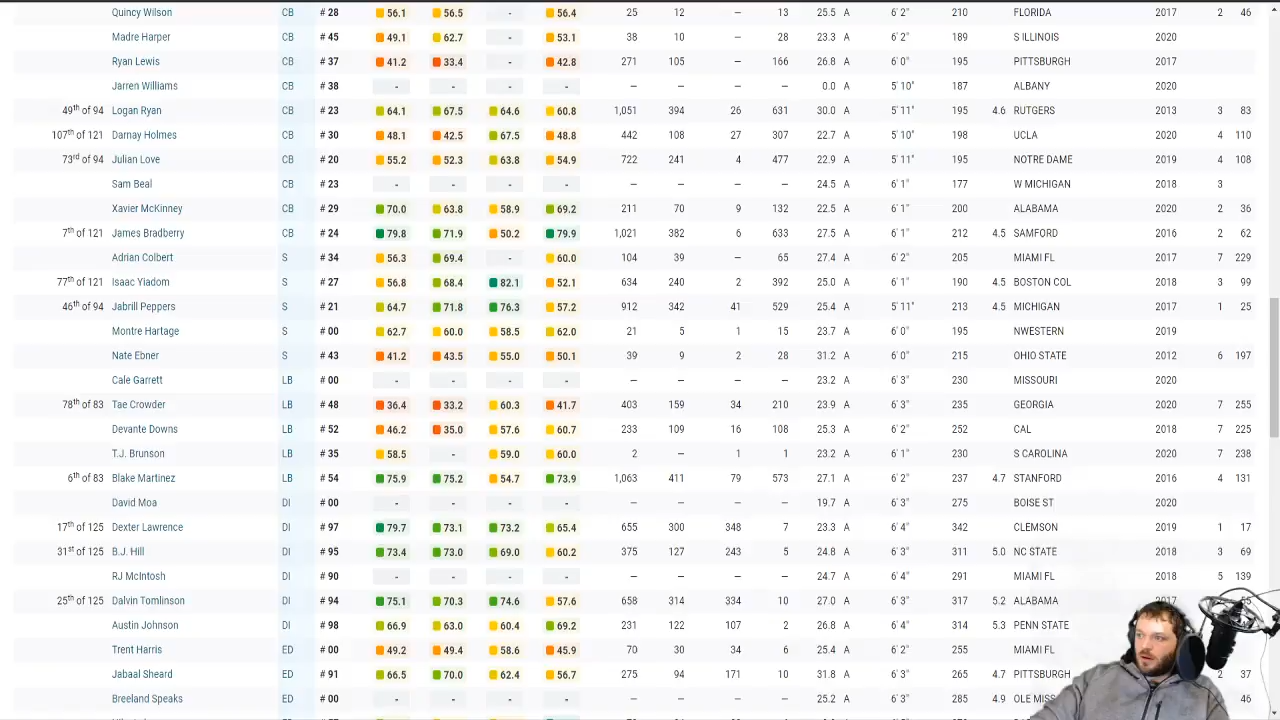 Quincy Wilson CB # 28 56.1 56.5 - 56.4 25 12 – 13 25.5 A 6' 2" 210 FLORIDA 2017 2 46
Madre Harper CB # 45 49.1 62.7 - 53.1 38 10 – 28 23.3 A 6' 2" 189 S ILLINOIS 2020
Ryan Lewis CB # 37 41.2 33.4 - 42.8 271 105 – 166 26.8 A 6' 0" 195 PITTSBURGH 2017
Jarren Williams CB # 38 - - - - 0.0 A 5' 10" 187 ALBANY 2020
49th of 94 Logan Ryan CB # 23 64.1 67.5 64.6 60.8 1,051 394 26 631 30.0 A 5' 11" 195 4.6 RUTGERS 2013 3 83
107th of 121 Darnay Holmes CB # 30 48.1 42.5 67.5 48.8 442 108 27 307 22.7 A 5' 10" 198 UCLA 2020 4 110
73rd of 94 Julian Love CB # 20 55.2 52.3 63.8 54.9 722 241 4 477 22.9 A 5' 11" 195 NOTRE DAME 2019 4 108
Sam Beal CB # 23 - - - - – – – – 24.5 A 6' 1" 177 W MICHIGAN 2018 3
Xavier McKinney CB # 29 70.0 63.8 58.9 69.2 211 70 9 132 22.5 A 6' 1" 200 ALABAMA 2020 2 36
7th of 121 James Bradberry CB # 24 79.8 71.9 50.2 79.9 1,021 382 6 633 27.5 A 6' 1" 212 4.5 SAMFORD 2016 2 62
Adrian Colbert S # 34 56.3 69.4 - 60.0 104 39 – 65 27.4 A 6' 2" 205 MIAMI FL 2017 7 229
77th of 121 Isaac Yiadom S # 27 56.8 68.4 82.1 52.1 634 240 2 392 25.0 A 6' 1" 190 4.5 BOSTON COL 2018 3 99
46th of 94 Jabrill Peppers S # 21 64.7 71.8 76.3 57.2 912 342 41 529 25.4 A 5' 11" 213 4.5 MICHIGAN 2017 1 25
Montre Hartage S # 00 62.7 60.0 58.5 62.0 21 5 1 15 23.7 A 6' 0" 195 NWESTERN 2019
Nate Ebner S # 43 41.2 43.5 55.0 50.1 39 9 2 28 31.2 A 6' 0" 215 OHIO STATE 2012 6 197
Cale Garrett LB # 00 - - - - – – – – 23.2 A 6' 3" 230 MISSOURI 2020
78th of 83 Tae Crowder LB # 48 36.4 33.2 60.3 41.7 403 159 34 210 23.9 A 6' 3" 235 GEORGIA 2020 7 255
Devante Downs LB # 52 46.2 35.0 57.6 60.7 233 109 16 108 25.3 A 6' 2" 252 CAL 2018 7 225
T.J. Brunson LB # 35 58.5 - 59.0 60.0 2 – 1 1 23.2 A 6' 1" 230 S CAROLINA 2020 7 238
6th of 83 Blake Martinez LB # 54 75.9 75.2 54.7 73.9 1,063 411 79 573 27.1 A 6' 2" 237 4.7 STANFORD 2016 4 131
David Moa DI # 00 - - - - – – – – 19.7 A 6' 3" 275 BOISE ST 2020
17th of 125 Dexter Lawrence DI # 97 79.7 73.1 73.2 65.4 655 300 348 7 23.3 A 6' 4" 342 CLEMSON 2019 1 17
31st of 125 B.J. Hill DI # 95 73.4 73.0 69.0 60.2 375 127 243 5 24.8 A 6' 3" 311 5.0 NC STATE 2018 3 69
RJ McIntosh DI # 90 - - - - – – – – 24.7 A 6' 4" 291 MIAMI FL 2018 5 139
25th of 125 Dalvin Tomlinson DI # 94 75.1 70.3 74.6 57.6 658 314 334 10 27.0 A 6' 3" 317 5.2 ALABAMA 2017
Austin Johnson DI # 98 66.9 63.0 60.4 69.2 231 122 107 2 26.8 A 6' 4" 314 5.3 PENN STATE
Trent Harris ED # 00 49.2 49.4 58.6 45.9 70 30 34 6 25.4 A 6' 2" 255 MIAMI FL
Jabaal Sheard ED # 91 66.5 70.0 62.4 56.7 275 94 171 10 31.8 A 6' 3" 265 4.7 PITTSBURGH 2 37
Breeland Speaks ED # 00 - - - - – – – – 25.2 A 6' 3" 285 4.9 OLE MISS 46